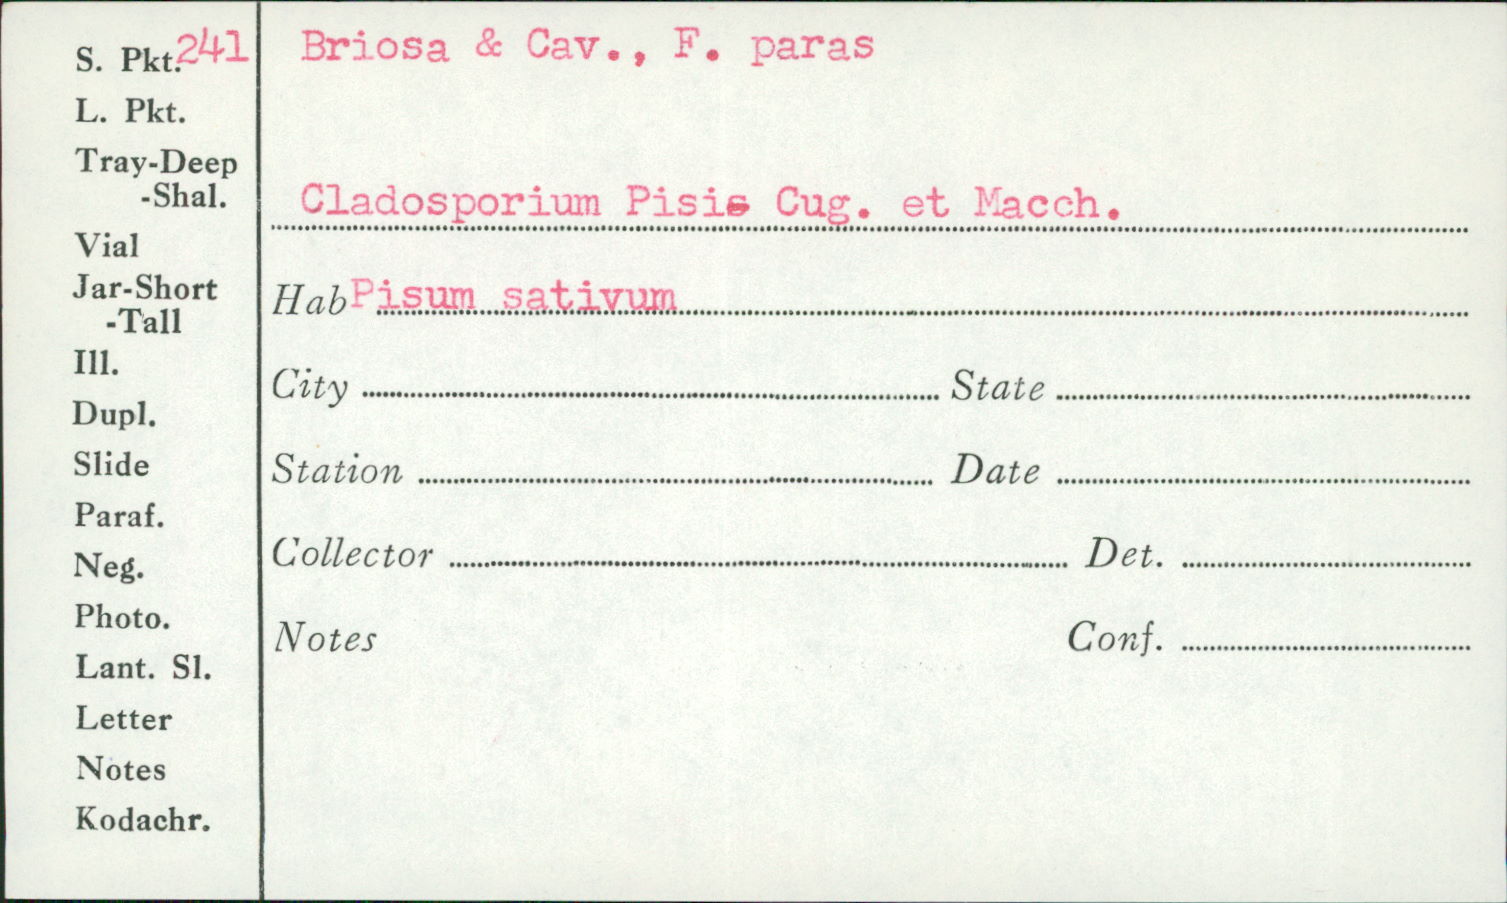 S. Pkt. 241
Briosa & Cav., F. paras
L. Pkt.
Tray-Deep
-Shal.
Cladosporium Pisi Cug. et Macch.
Vial
Jar-Short
-Tall
Hab Pisum sativum
Ill.
City State
Dupl.
Slide
Station Date
Paraf.
Neg.
Collector Det.
Photo.
Notes Conf.
Lant. Sl.
Letter
Notes
Kodachr.